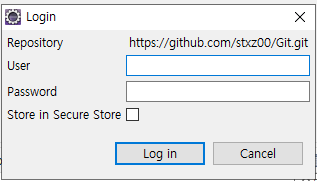 Login
Repository https://github.com/stxz00/Git.git
User
Password
Store in Secure Store
Log in Cancel